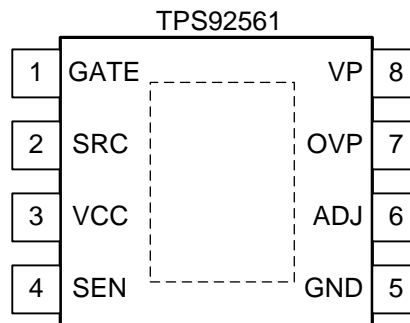 TPS92561
1 GATE VP 8
2 SRC OVP 7
3 VCC ADJ 6
4 SEN GND 5